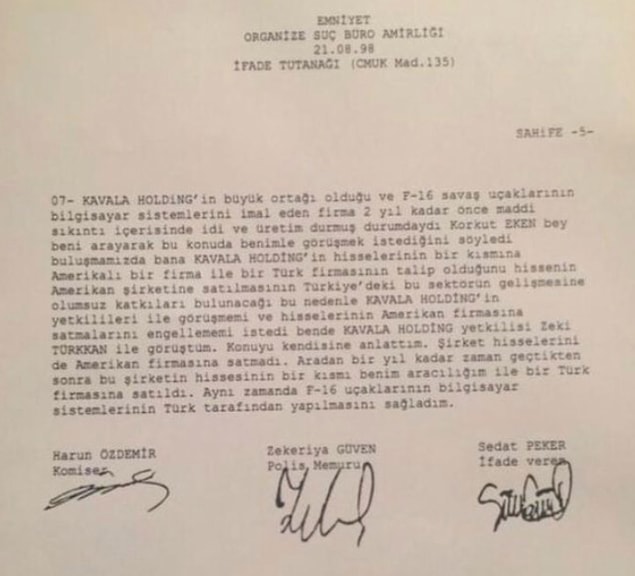 EMNİYET
ORGANİZE SUÇ BÜRO AMİRLİĞİ
21.08.98
İFADE TUTANAĞI (CMUK Mad.135)
SAHİFE -5-
07- KAVALA HOLDİNG'in büyük ortağı olduğu ve F-16 savaş uçaklarının
bilgisayar sistemlerini imal eden firma 2 yıl kadar önce maddi
sıkıntı içerisinde idi ve üretim durmuş durumdaydı Korkut EKEN bey
beni arayarak bu konuda benimle görüşmek istediğini söyledi
buluşmamızda bana KAVALA HOLDİNG'in hisselerinin bir kısmına
Amerikalı bir firma ile bir Türk firmasının talip olduğunu hissenin
Amerikan şirketine satılmasının Türkiye'deki bu sektörün gelişmesine
olumsuz katkıları bulunacağı bu nedenle KAVALA HOLDİNG'in
yetkilileri ile görüşmemi ve hisselerinin Amerikan firmasına
satmalarını engellememi istedi bende KAVALA HOLDİNG yetkilisi Zeki
TÜRKKAN ile görüştüm. Konuyu kendisine anlattım. Şirket hisselerini
de Amerikan firmasına satmadı. Aradan bir yıl kadar zaman geçtikten
sonra bu şirketin hissesinin bir kısmı benim aracılığım ile bir Türk
firmasına satıldı. Aynı zamanda F-16 uçaklarının bilgisayar
sistemlerinin Türk tarafından yapılmasını sağladım.
Harun ÖZDEMİR
Komiser
Zekeriya GÜVEN
Polis Memuru
Sedat PEKER
İfade veren